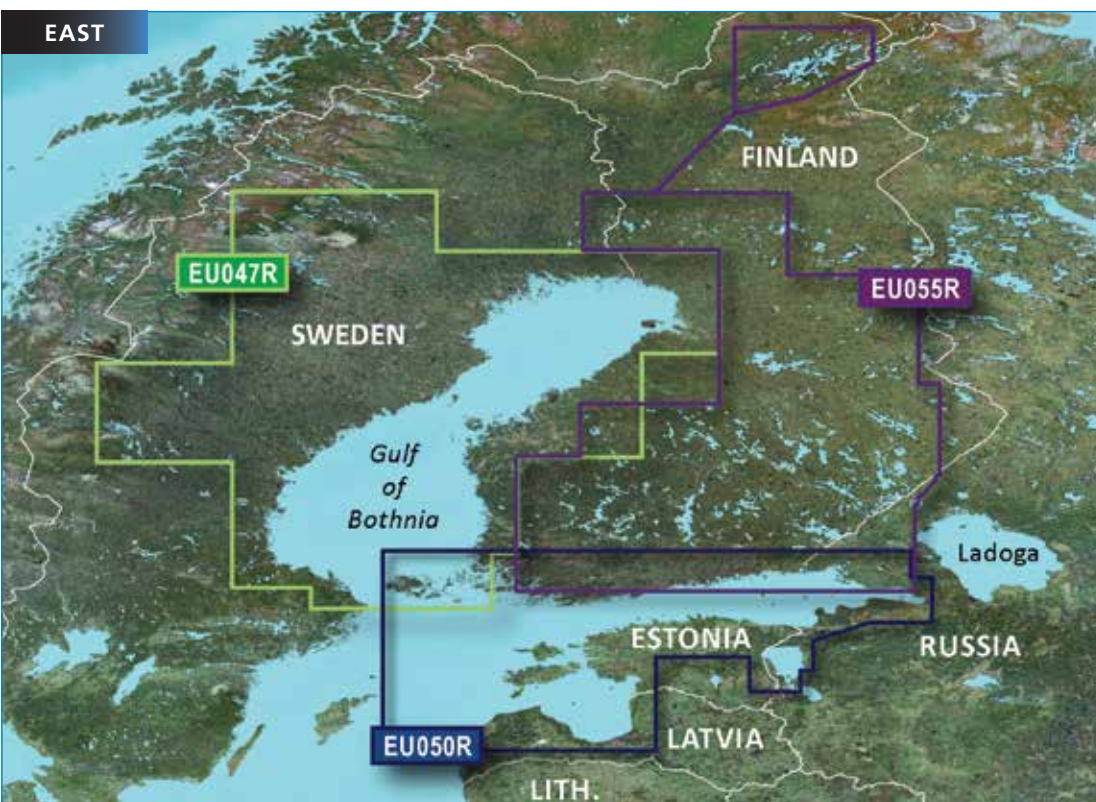 EAST
FINLAND
EU047R
EU055R
SWEDEN
Gulf
of
Bothnia
Ladoga
ESTONIA
RUSSIA
EU050R
LATVIA
LITH.